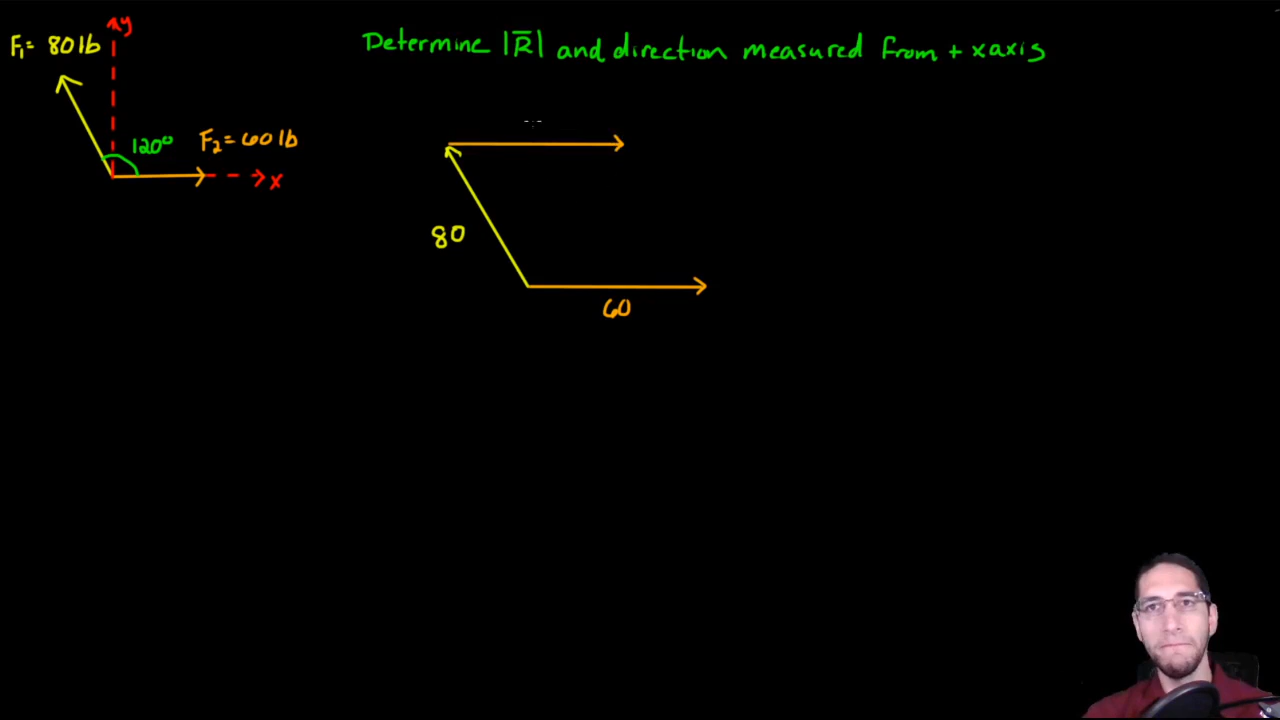 y
F₁= 80 lb
Determine |R̅| and direction measured from + x axis
120°
F₂= 60 lb
x
80
60